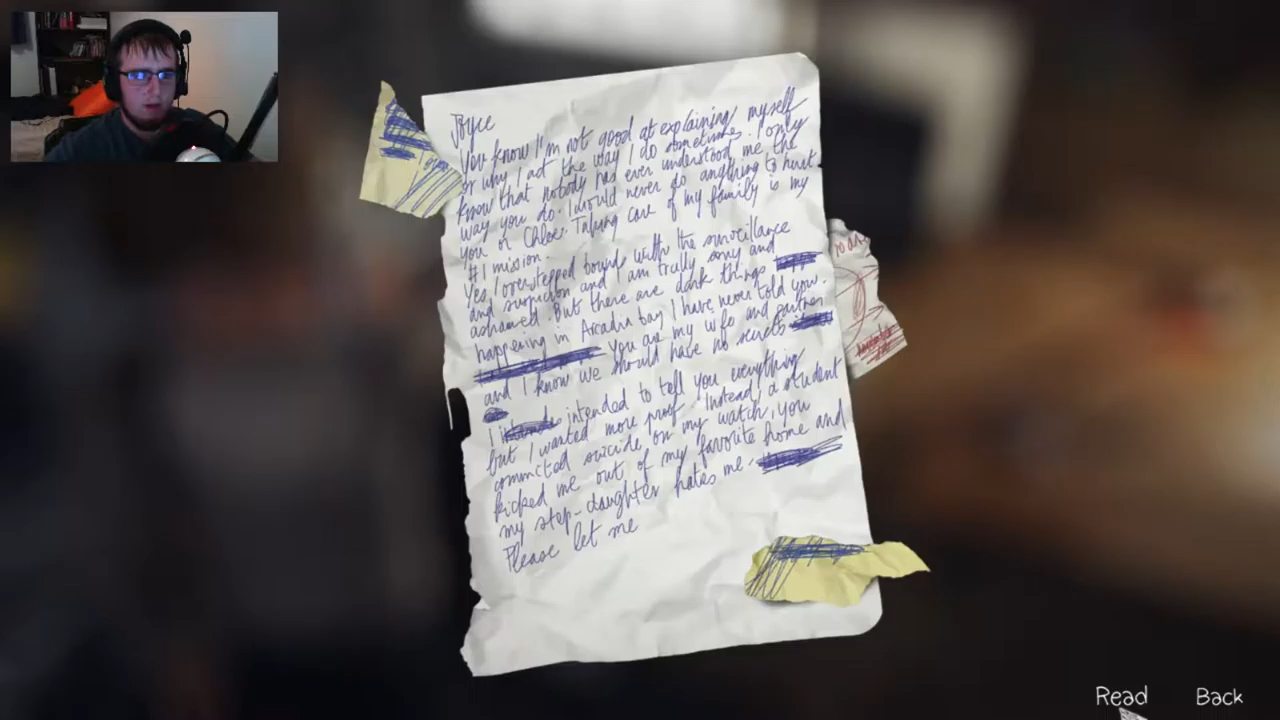 Joyce
You know I'm not good at explaining myself
or why I act the way I do sometimes. I only
know that nobody has ever understood me the
way you do. I would never do anything to hurt
you or Chloe. Taking care of my family is my
#1 mission.
Yes, I overstepped bounds with the surveillance
and suspicion and I am truly sorry and
ashamed. But there are dark things
happening in Arcadia bay I have never told you.
You are my wife and partner
and I know we should have no secrets
I intended to tell you everything
but I wanted more proof. Instead, a student
committed suicide on my watch, you
kicked me out of my favorite home and
my step-daughter hates me.
Please let me
Read Back